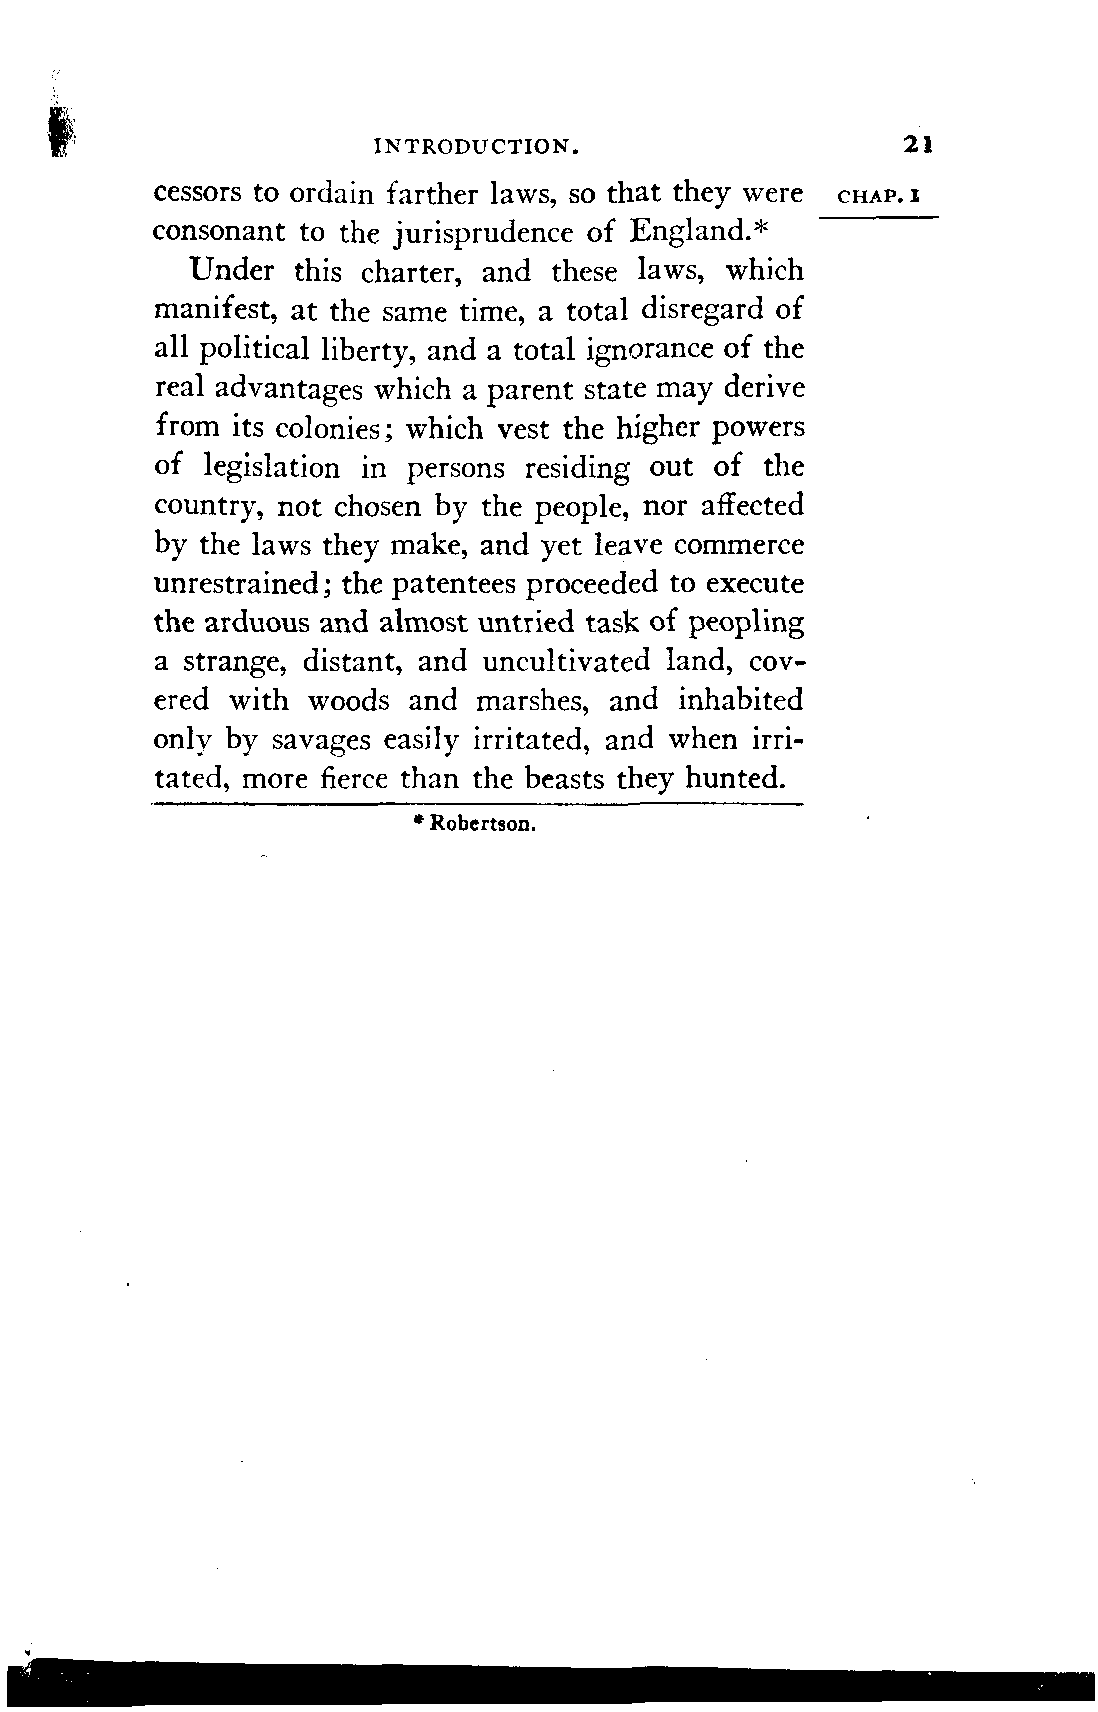 INTRODUCTION. 21
cessors to ordain farther laws, so that they were CHAP. I
consonant to the jurisprudence of England.*
Under this charter, and these laws, which
manifest, at the same time, a total disregard of
all political liberty, and a total ignorance of the
real advantages which a parent state may derive
from its colonies; which vest the higher powers
of legislation in persons residing out of the
country, not chosen by the people, nor affected
by the laws they make, and yet leave commerce
unrestrained; the patentees proceeded to execute
the arduous and almost untried task of peopling
a strange, distant, and uncultivated land, cov-
ered with woods and marshes, and inhabited
only by savages easily irritated, and when irri-
tated, more fierce than the beasts they hunted.
* Robertson.